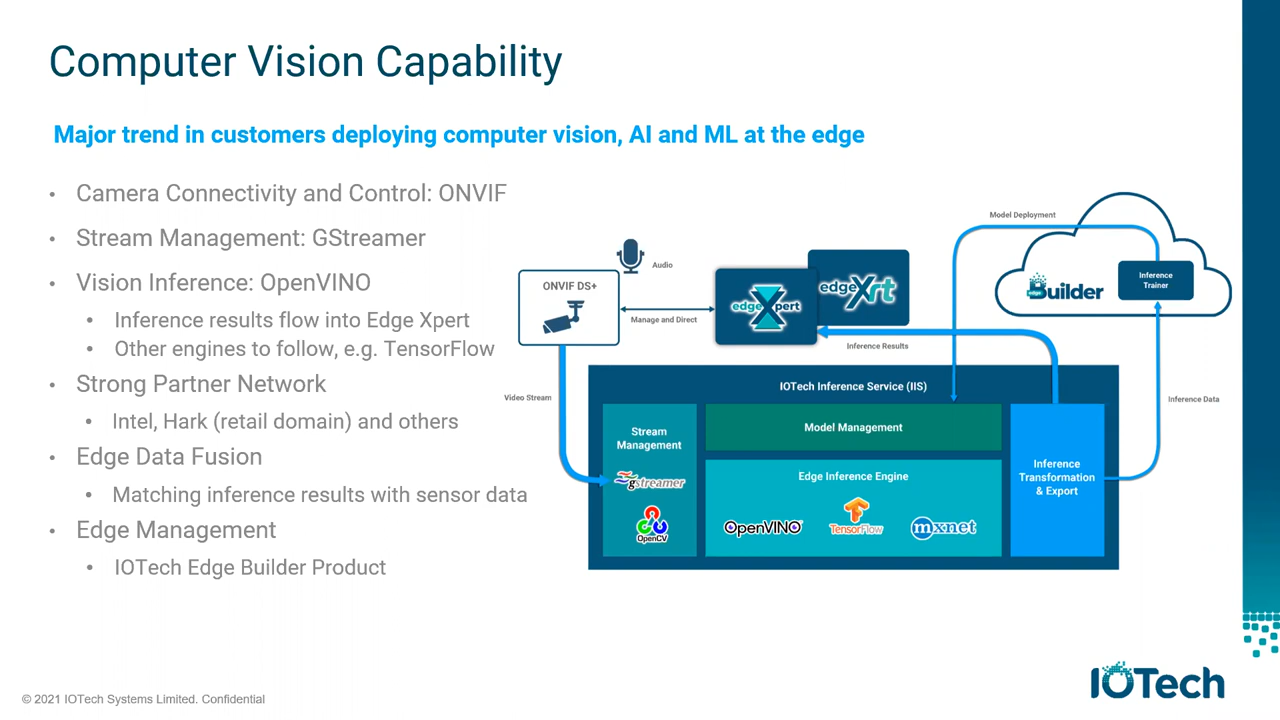 Computer Vision Capability
Major trend in customers deploying computer vision, AI and ML at the edge
• Camera Connectivity and Control: ONVIF
• Stream Management: GStreamer
• Vision Inference: OpenVINO
• Inference results flow into Edge Xpert
• Other engines to follow, e.g. TensorFlow
• Strong Partner Network
• Intel, Hark (retail domain) and others
• Edge Data Fusion
• Matching inference results with sensor data
• Edge Management
• IOTech Edge Builder Product
Model Deployment
Audio
ONVIF DS+
Manage and Direct
edgeXpert
edgeXrt
edge Builder
Inference
Trainer
Inference Results
Video Stream
Inference Data
IOTech Inference Service (IIS)
Stream
Management
gstreamer
OpenCV
Model Management
Edge Inference Engine
OpenVINO
TensorFlow
mxnet
Inference
Transformation
& Export
© 2021 IOTech Systems Limited. Confidential
IOTech